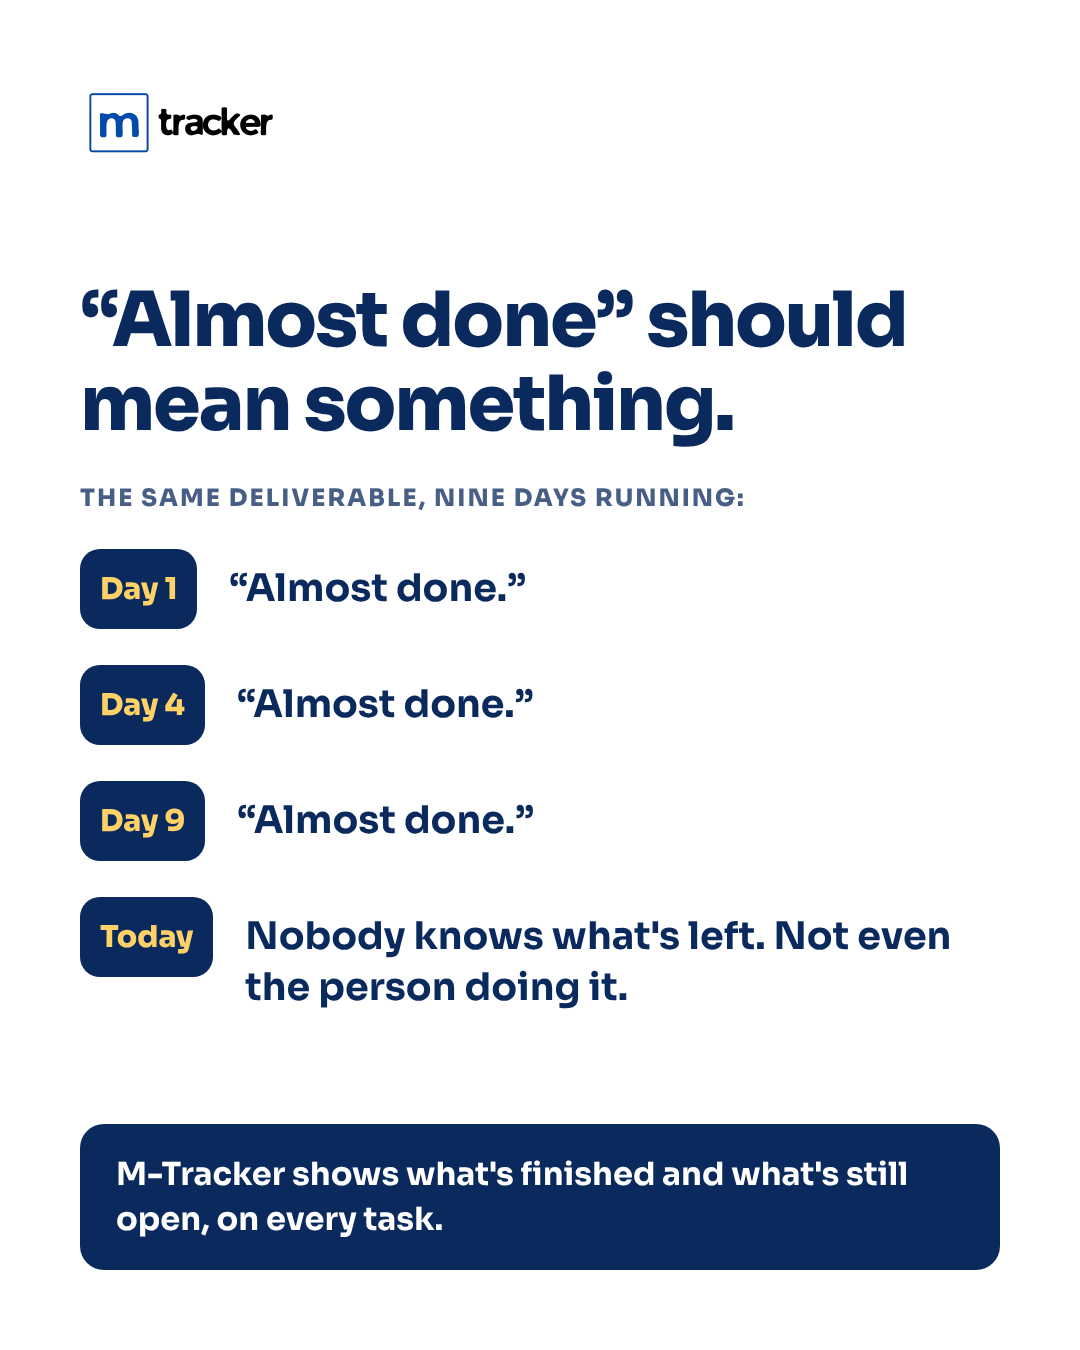 m tracker
“Almost done” should
mean something.
THE SAME DELIVERABLE, NINE DAYS RUNNING:
Day 1 “Almost done.”
Day 4 “Almost done.”
Day 9 “Almost done.”
Today Nobody knows what's left. Not even
the person doing it.
M-Tracker shows what's finished and what's still
open, on every task.